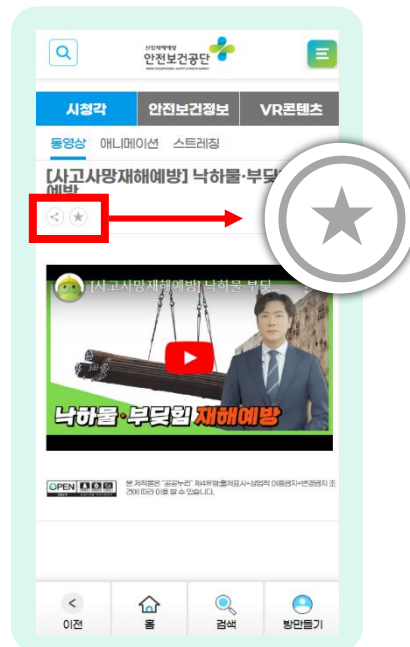 산업재해예방
안전보건공단
시청각 안전보건정보 VR콘텐츠
동영상 애니메이션 스트레칭
[사고사망재해예방] 낙하물·부딪
예방
[사고사망재해예방] 낙하물·부딪...
낙하물·부딪힘 재해예방
OPEN
본 저작물은 "공공누리" 제4유형:출처표시+상업적 이용금지+변경금지 조
건에 따라 이용 할 수 있습니다.
이전 홈 검색 방만들기